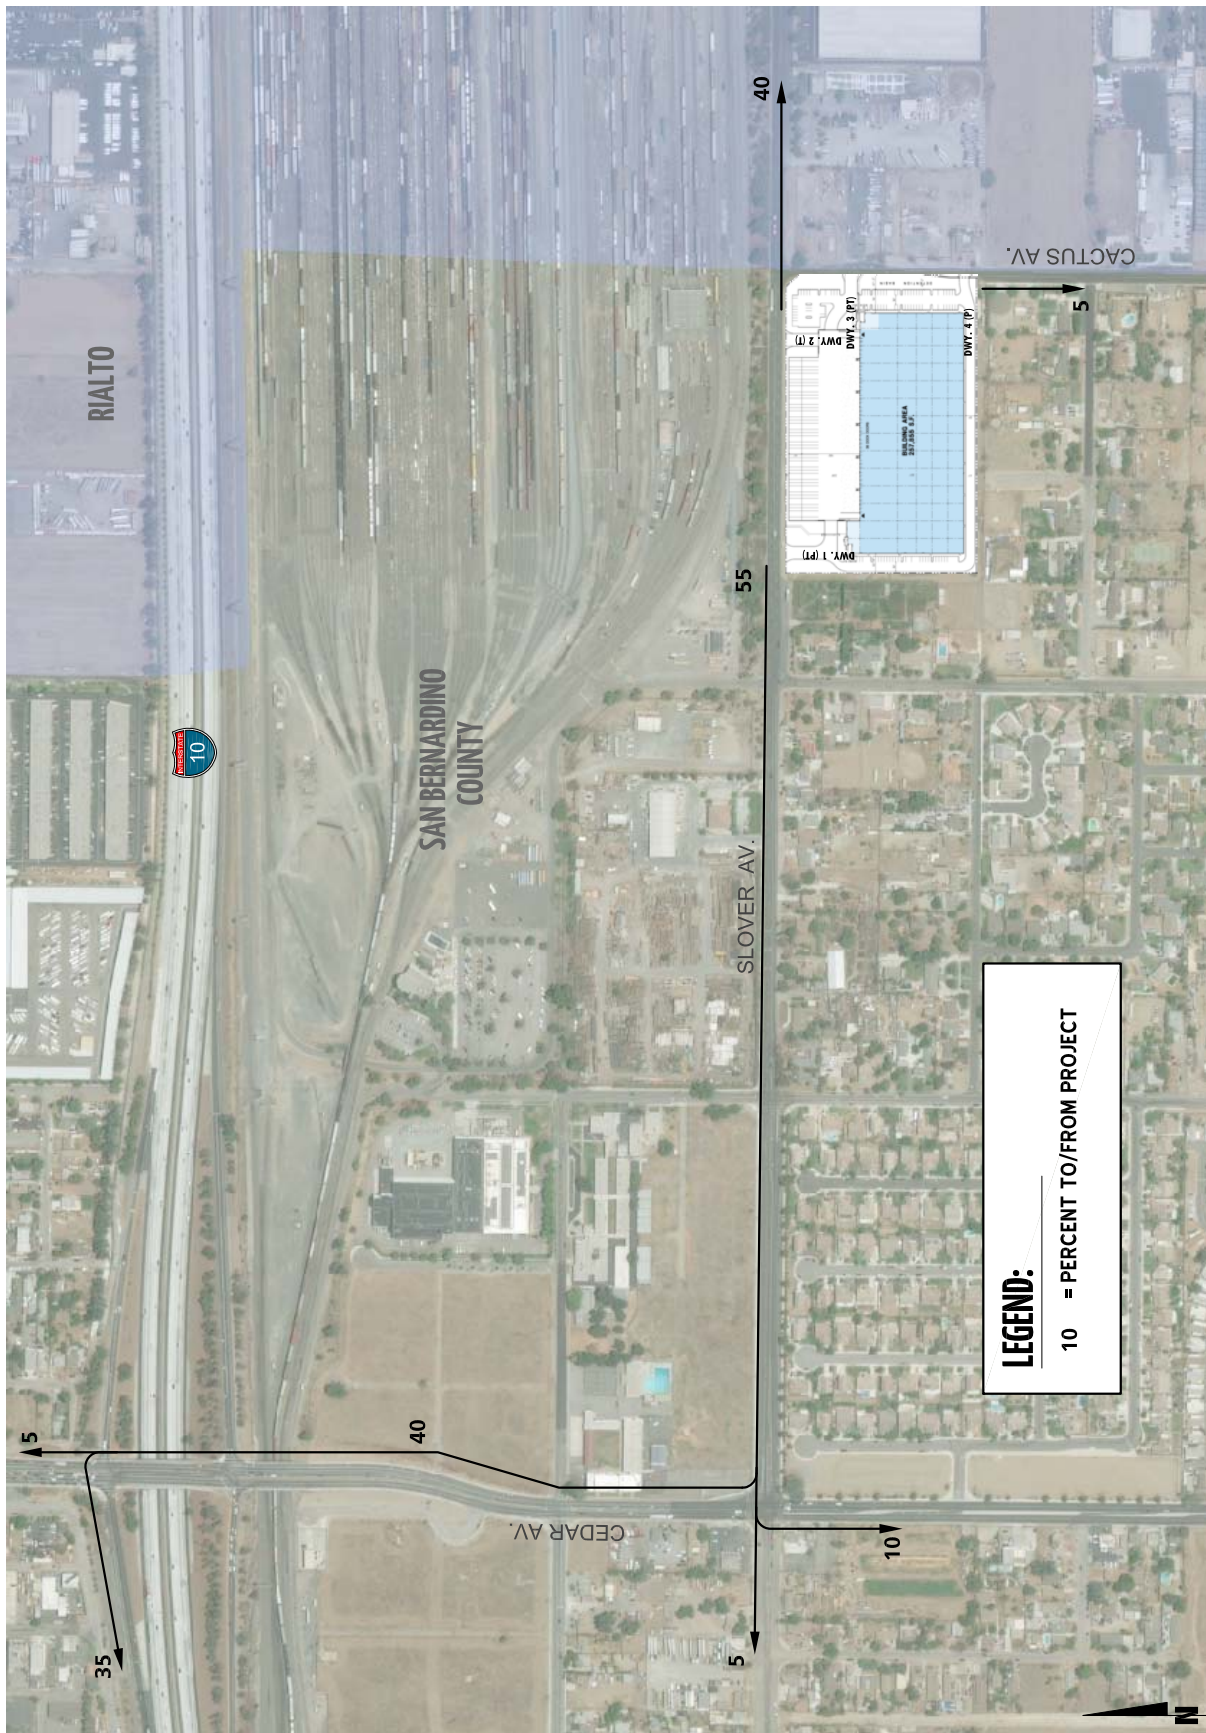 RIALTO
INTERSTATE
10
SAN BERNARDINO
COUNTY
5
35
40
CEDAR AV.
10
5
SLOVER AV.
55
40
CACTUS AV.
5
DWY. 1 (PT)
DWY. 2 (T)
DWY. 3 (PT)
DWY. 4 (P)
BUILDING AREA
LEGEND:
10 = PERCENT TO/FROM PROJECT
N